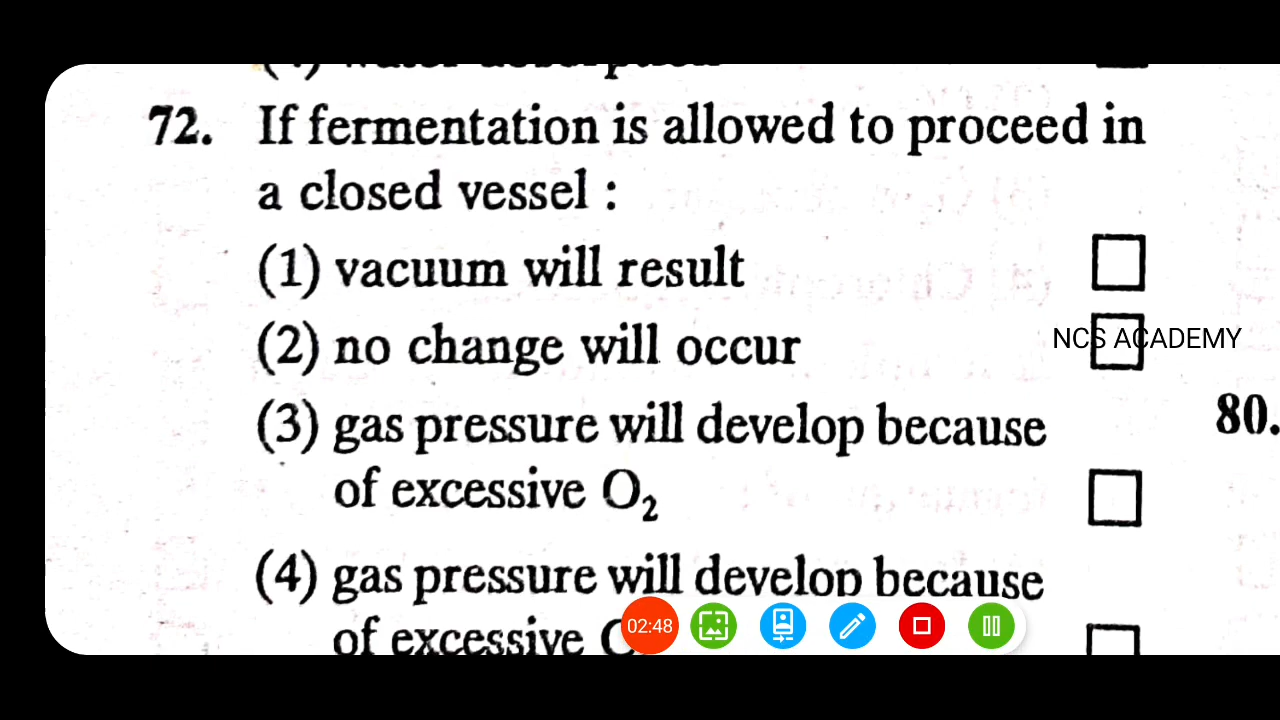 72. If fermentation is allowed to proceed in
a closed vessel :
(1) vacuum will result
(2) no change will occur
NCS ACADEMY
(3) gas pressure will develop because
80.
of excessive O₂
(4) gas pressure will develop because
of excessive
02:48